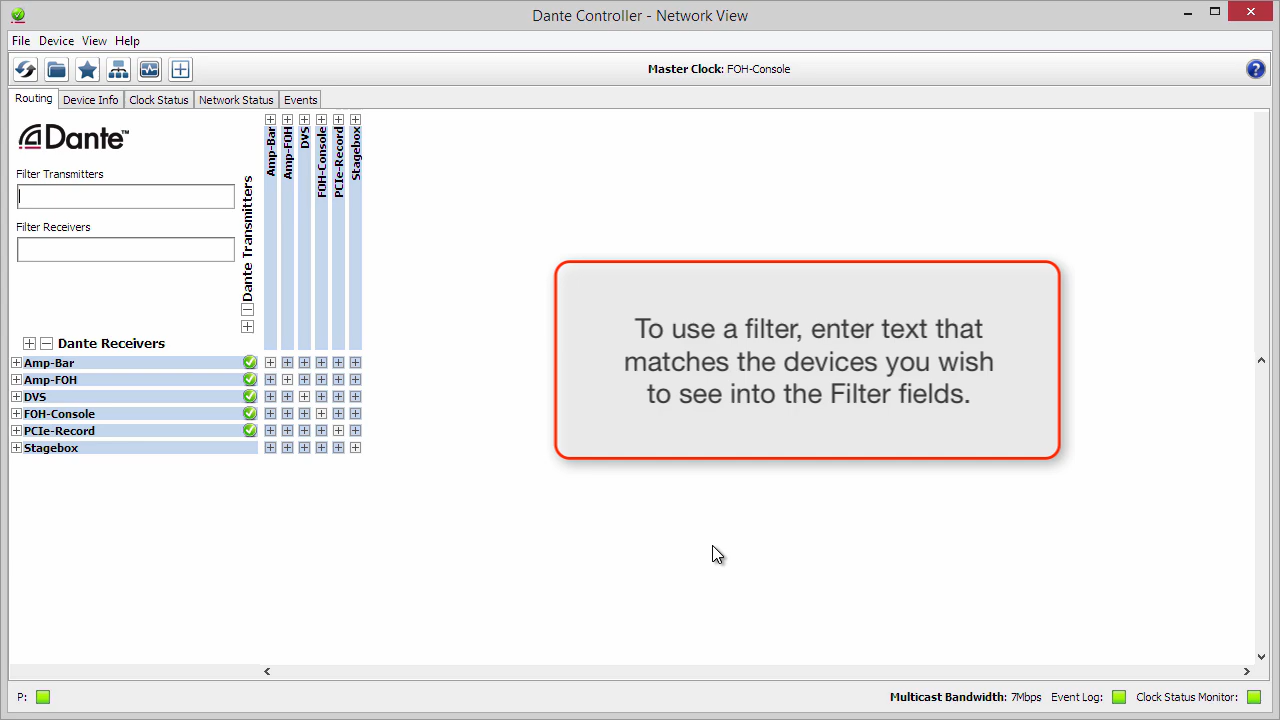 Dante Controller - Network View
File Device View Help
Master Clock: FOH-Console
Routing Device Info Clock Status Network Status Events
Dante™
Filter Transmitters
Filter Receivers
Dante Transmitters
Amp-Bar
Amp-FOH
DVS
FOH-Console
PCIe-Record
Stagebox
Dante Receivers
Amp-Bar
Amp-FOH
DVS
FOH-Console
PCIe-Record
Stagebox
To use a filter, enter text that
matches the devices you wish
to see into the Filter fields.
P: Multicast Bandwidth: 7Mbps Event Log: Clock Status Monitor: